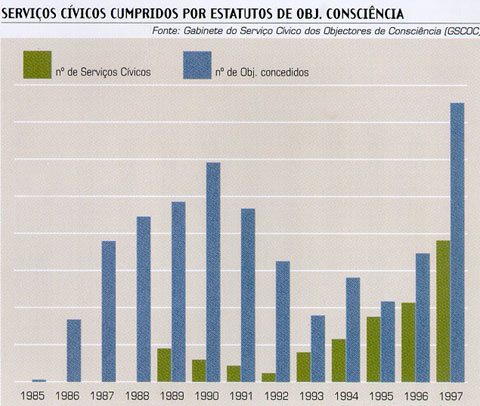 SERVIÇOS CÍVICOS CUMPRIDOS POR ESTATUTOS DE OBJ. CONSCIÊNCIA
Fonte: Gabinete do Serviço Cívico dos Objectores de Consciência (GSCOC)
nº de Serviços Cívicos
nº de Obj. concedidos
1985 1986 1987 1988 1989 1990 1991 1992 1993 1994 1995 1996 1997